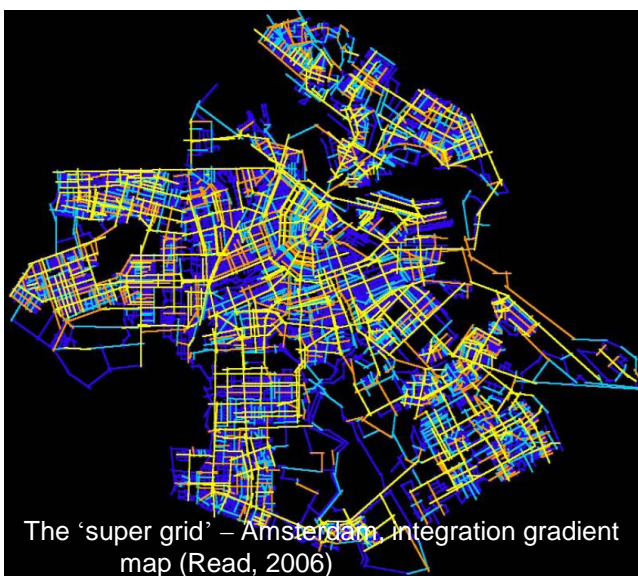 The ‘super grid’ – Amsterdam, integration gradient
map (Read, 2006)